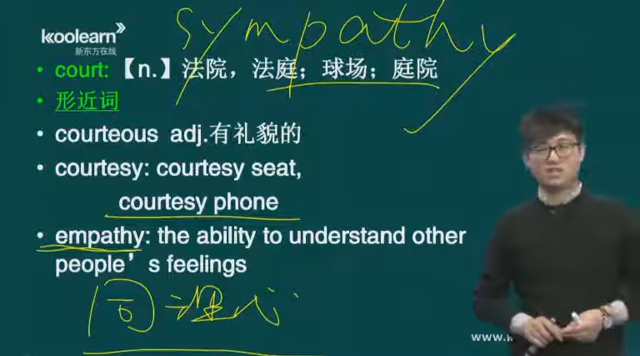 sympathy
koolearn
新东方在线
• court: 【n.】法院，法庭；球场；庭院
• 形近词
• courteous adj.有礼貌的
• courtesy: courtesy seat,
courtesy phone
• empathy: the ability to understand other
people’s feelings
同理心
www.k